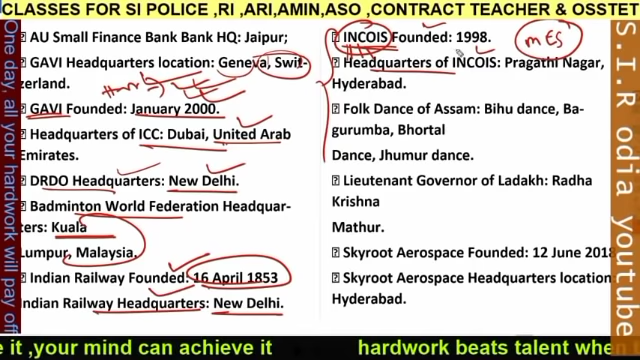 CLASSES FOR SI POLICE ,RI ,ARI,AMIN,ASO ,CONTRACT TEACHER & OSSTET
One day, all your hardwork will pay off
AU Small Finance Bank Bank HQ: Jaipur;
GAVI Headquarters location: Geneva, Swit-
zerland.
GAVI Founded: January 2000.
Headquarters of ICC: Dubai, United Arab
Emirates.
DRDO Headquarters: New Delhi.
Badminton World Federation Headquar-
ters: Kuala
Lumpur, Malaysia.
Indian Railway Founded: 16 April 1853
Indian Railway Headquarters: New Delhi.
INCOIS Founded: 1998.
MES
Headquarters of INCOIS: Pragathi Nagar,
Hyderabad.
Folk Dance of Assam: Bihu dance, Ba-
gurumba, Bhortal
Dance, Jhumur dance.
Lieutenant Governor of Ladakh: Radha
Krishna
Mathur.
Skyroot Aerospace Founded: 12 June 2018
Skyroot Aerospace Headquarters location
Hyderabad.
S.I.R odia youtube
e it ,your mind can achieve it hardwork beats talent when